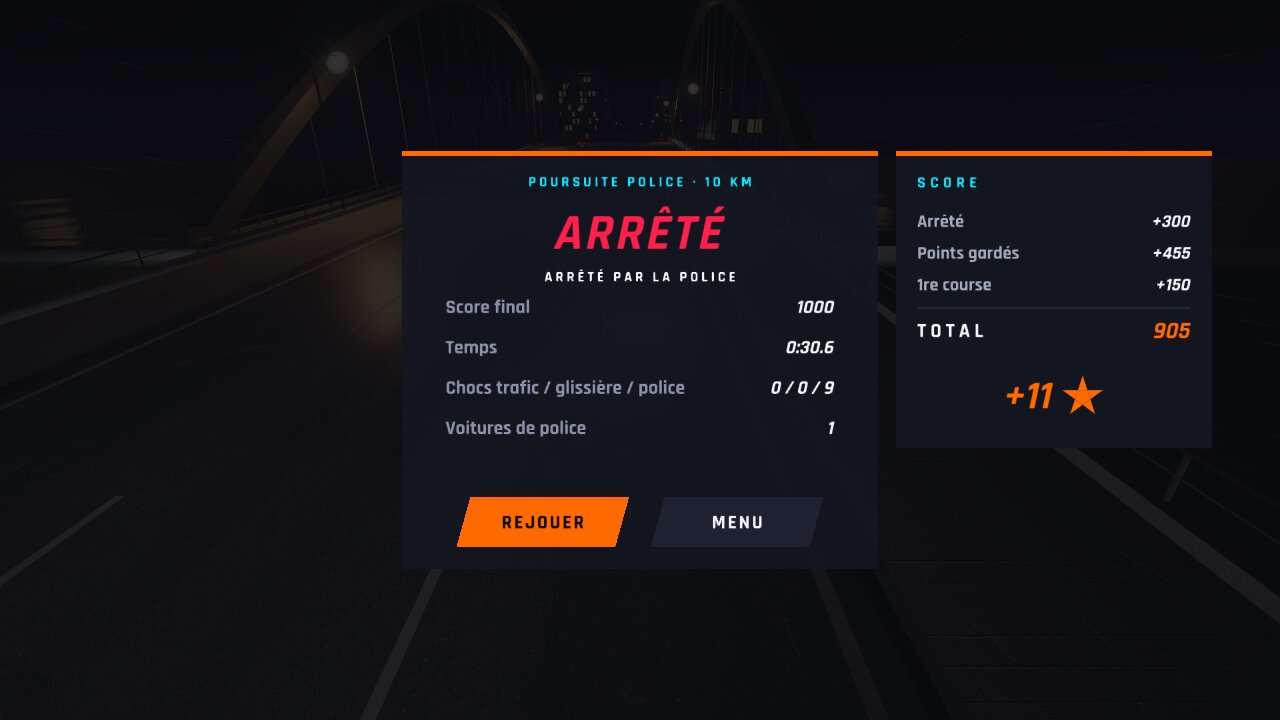 POURSUITE POLICE · 10 KM
ARRÊTÉ
ARRÊTÉ PAR LA POLICE
Score final 1000
Temps 0:30.6
Chocs trafic / glissière / police 0 / 0 / 9
Voitures de police 1
REJOUER MENU
SCORE
Arrêté +300
Points gardés +455
1re course +150
TOTAL 905
+11 ★